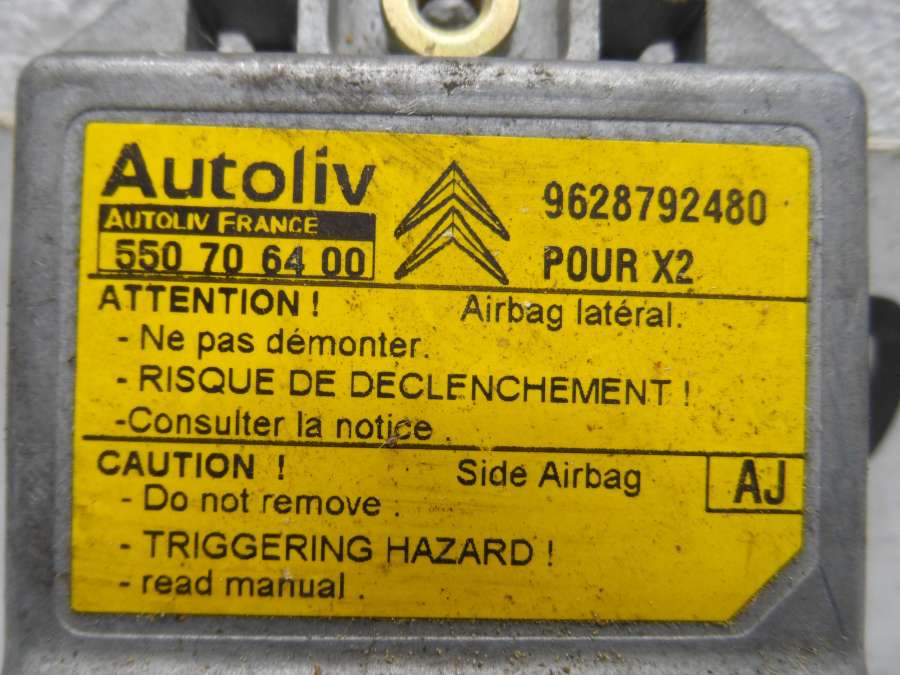 Autoliv
AUTOLIV FRANCE
550 70 64 00
9628792480
POUR X2
ATTENTION ! Airbag latéral.
- Ne pas démonter.
- RISQUE DE DECLENCHEMENT !
-Consulter la notice .
CAUTION ! Side Airbag AJ
- Do not remove .
- TRIGGERING HAZARD !
- read manual .